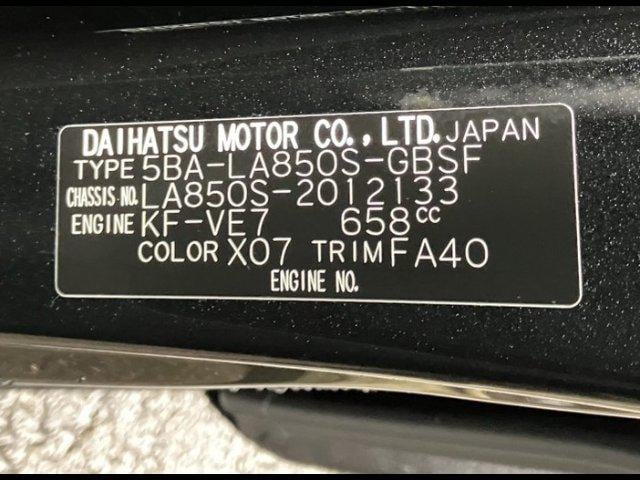 DAIHATSU MOTOR CO., LTD. JAPAN
TYPE 5BA-LA850S-GBSF
CHASSIS NO. LA850S-2012133
ENGINE KF-VE7 658CC
COLOR X07 TRIM FA40
ENGINE NO.